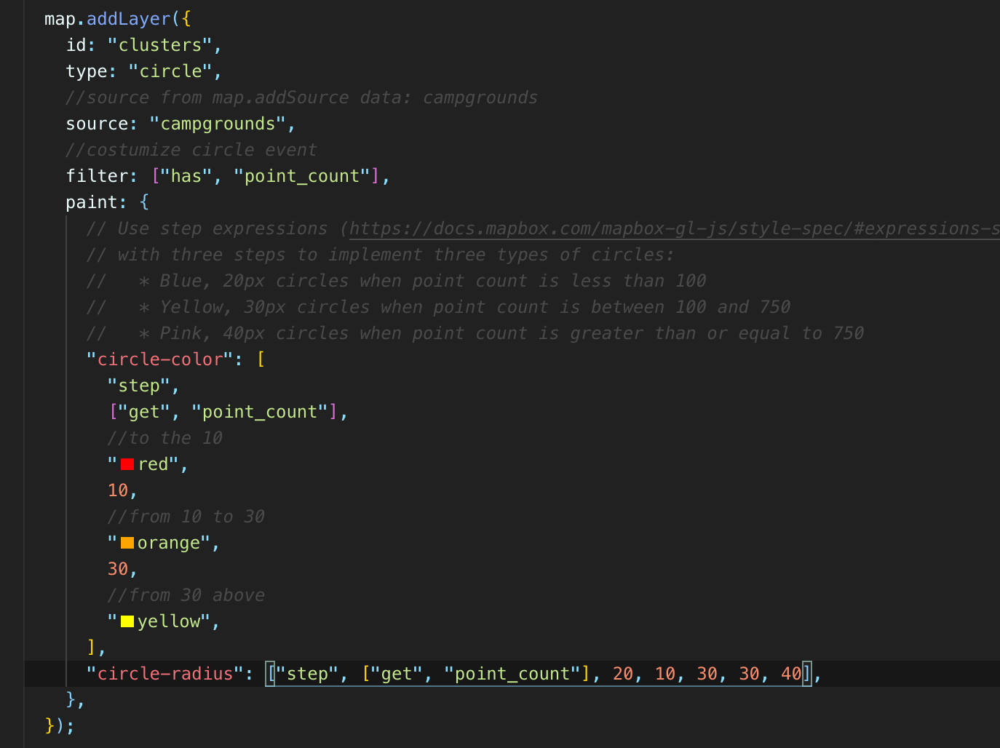 map.addLayer({
id: "clusters",
type: "circle",
//source from map.addSource data: campgrounds
source: "campgrounds",
//costumize circle event
filter: ["has", "point_count"],
paint: {
// Use step expressions (https://docs.mapbox.com/mapbox-gl-js/style-spec/#expressions-s
// with three steps to implement three types of circles:
//   * Blue, 20px circles when point count is less than 100
//   * Yellow, 30px circles when point count is between 100 and 750
//   * Pink, 40px circles when point count is greater than or equal to 750
"circle-color": [
"step",
["get", "point_count"],
//to the 10
"red",
10,
//from 10 to 30
"orange",
30,
//from 30 above
"yellow",
],
"circle-radius": ["step", ["get", "point_count"], 20, 10, 30, 30, 40],
},
});